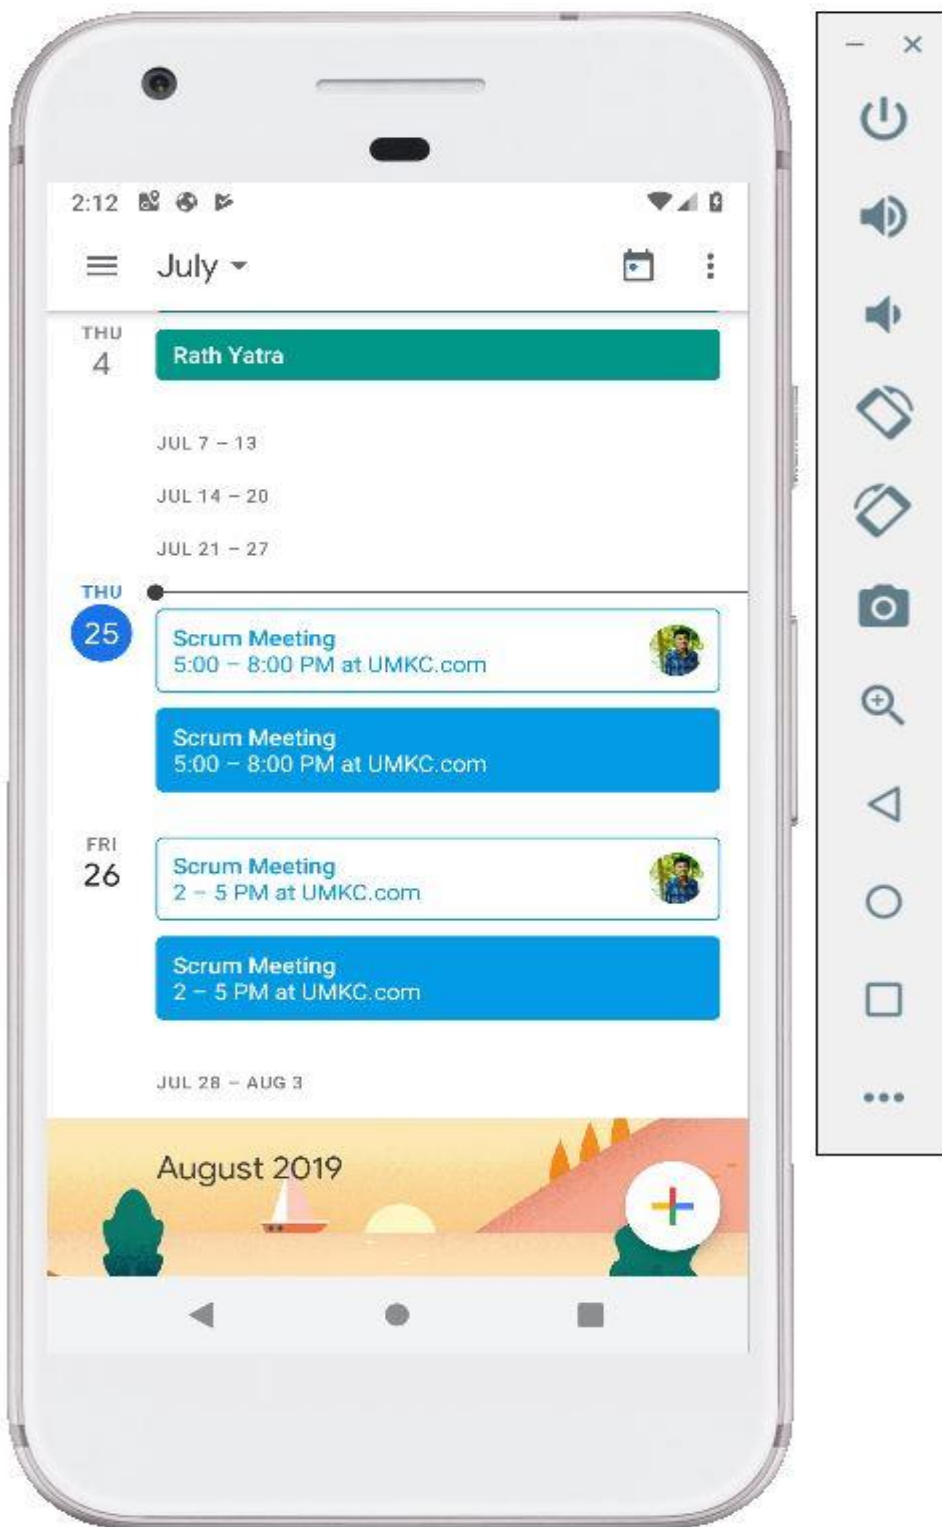 2:12
July
THU
4
Rath Yatra
JUL 7 – 13
JUL 14 – 20
JUL 21 – 27
THU
25
Scrum Meeting
5:00 – 8:00 PM at UMKC.com
Scrum Meeting
5:00 – 8:00 PM at UMKC.com
FRI
26
Scrum Meeting
2 – 5 PM at UMKC.com
Scrum Meeting
2 – 5 PM at UMKC.com
JUL 28 – AUG 3
August 2019